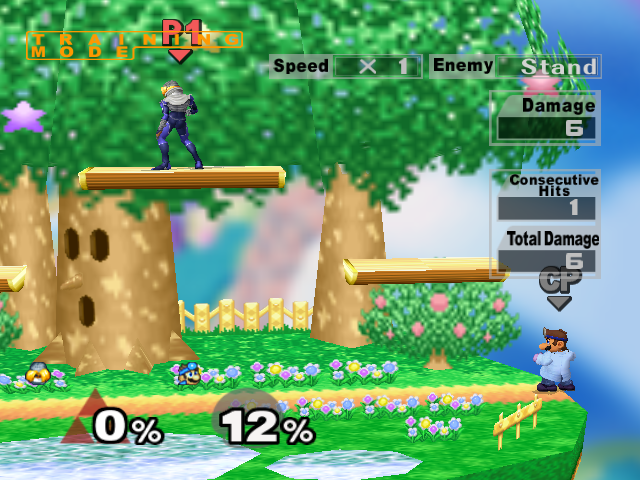 TRAINING
MODE
P1
Speed × 1
Enemy Stand
Damage
6
Consecutive
Hits
1
Total Damage
6
CP
0%
12%